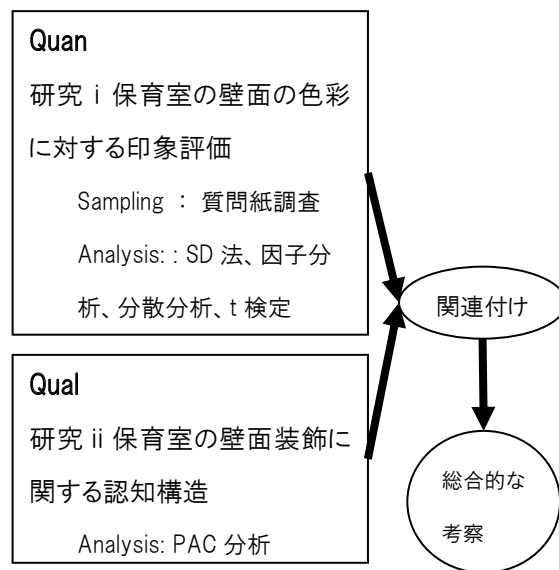 Quan
研究 i 保育室の壁面の色彩
に対する印象評価
Sampling ： 質問紙調査
Analysis: : SD 法、因子分
析、分散分析、t 検定
関連付け
Qual
研究 ii 保育室の壁面装飾に
関する認知構造
Analysis: PAC 分析
総合的な
考察